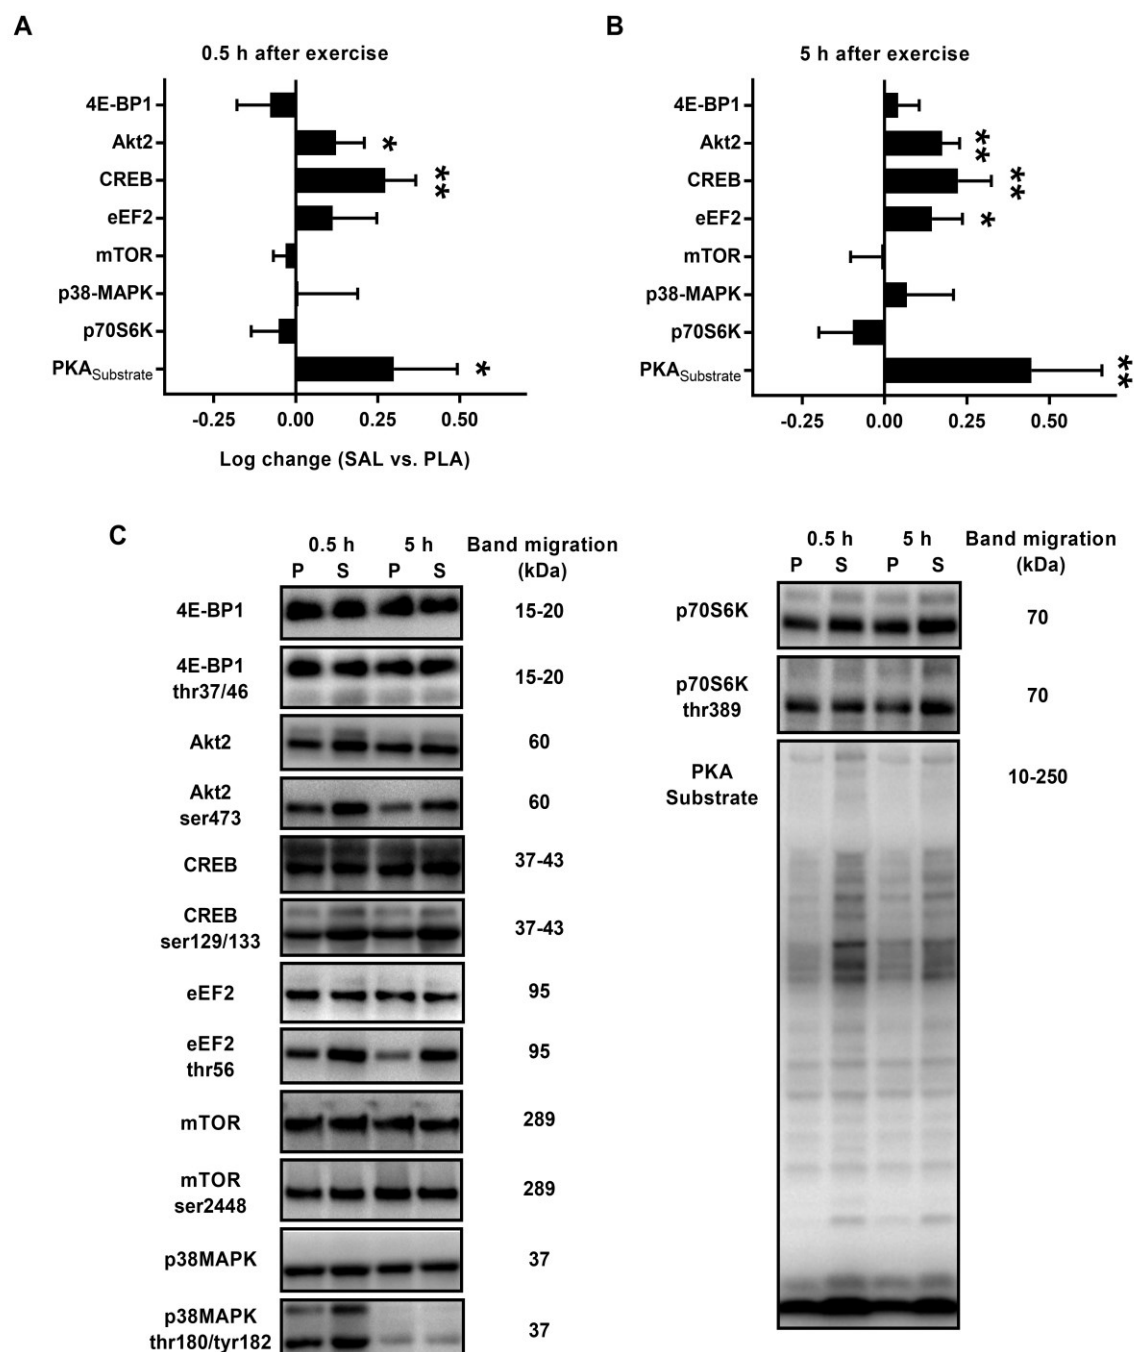 A
0.5 h after exercise
4E-BP1
Akt2
*
CREB
**
eEF2
mTOR
p38-MAPK
p70S6K
PKASubstrate
*
-0.25 0.00 0.25 0.50
Log change (SAL vs. PLA)
B
5 h after exercise
4E-BP1
Akt2
**
CREB
**
eEF2
*
mTOR
p38-MAPK
p70S6K
PKASubstrate
**
-0.25 0.00 0.25 0.50
C
0.5 h 5 h Band migration
P S P S (kDa)
4E-BP1 15-20
4E-BP1
thr37/46 15-20
Akt2 60
Akt2
ser473 60
CREB 37-43
CREB
ser129/133 37-43
eEF2 95
eEF2
thr56 95
mTOR 289
mTOR
ser2448 289
p38MAPK 37
p38MAPK
thr180/tyr182 37
0.5 h 5 h Band migration
P S P S (kDa)
p70S6K 70
p70S6K
thr389 70
PKA
Substrate 10-250